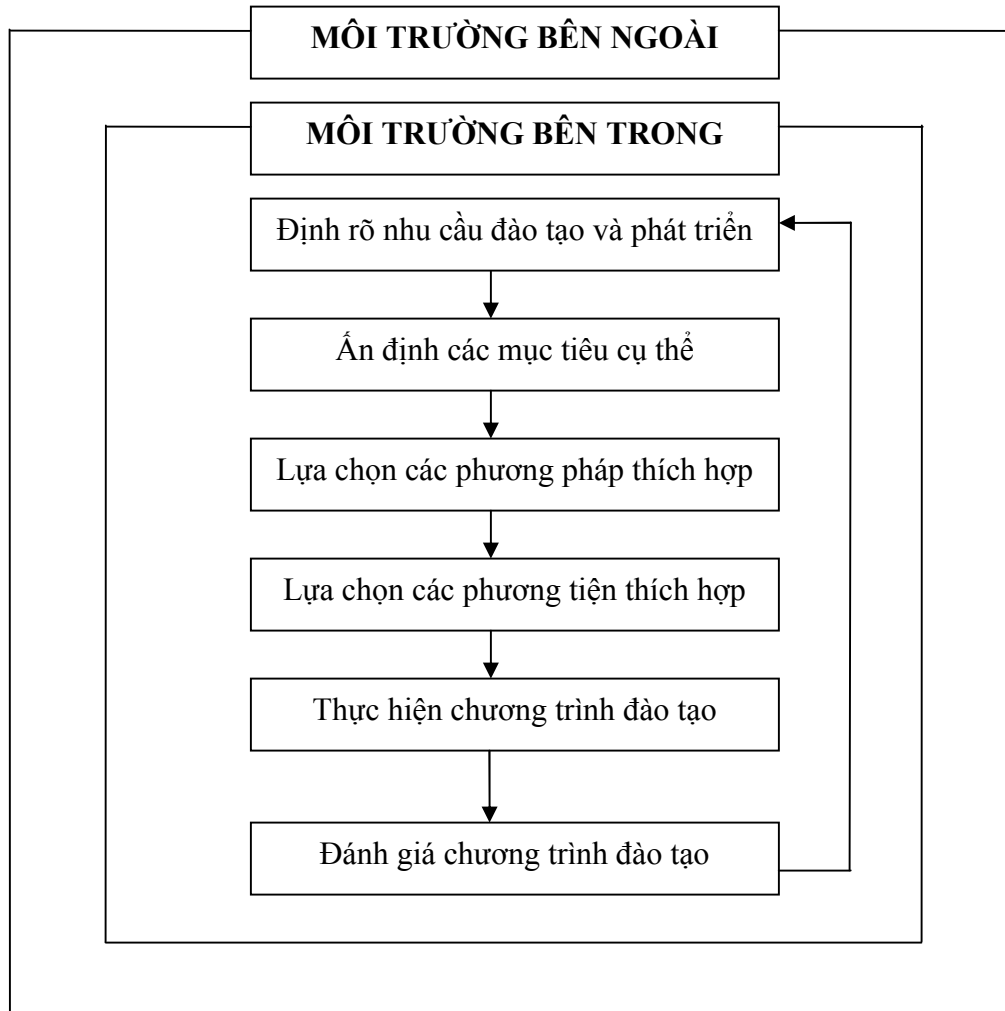 MÔI TRƯỜNG BÊN NGOÀI
MÔI TRƯỜNG BÊN TRONG
Định rõ nhu cầu đào tạo và phát triển
Ấn định các mục tiêu cụ thể
Lựa chọn các phương pháp thích hợp
Lựa chọn các phương tiện thích hợp
Thực hiện chương trình đào tạo
Đánh giá chương trình đào tạo